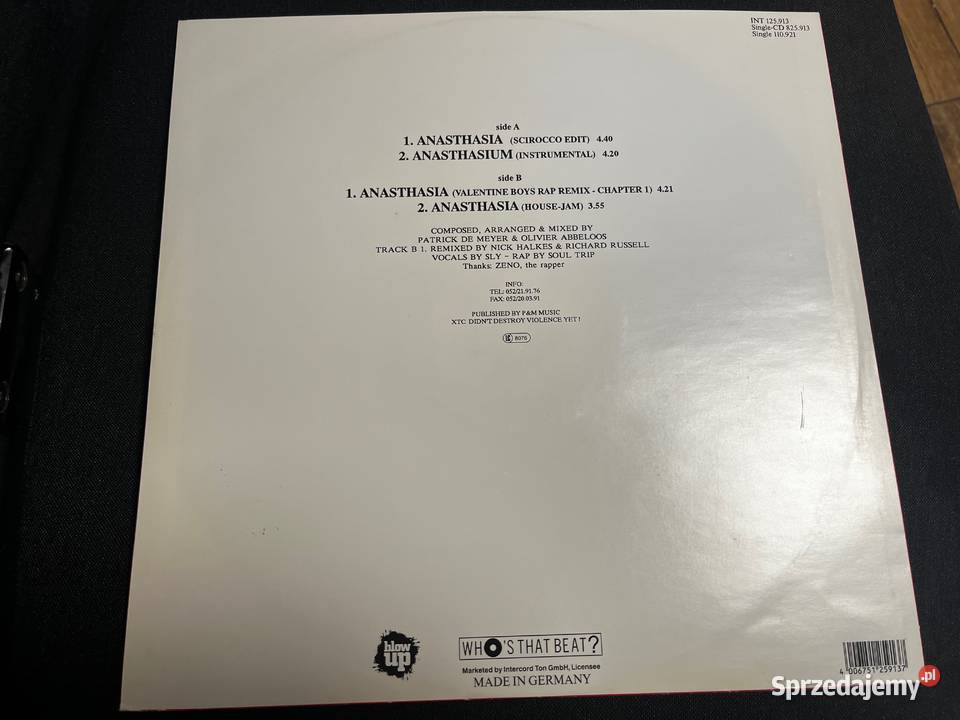 INT 125.913
Single-CD 825.913
Single 110.921
side A
1. ANASTHASIA (SCIROCCO EDIT) 4.40
2. ANASTHASIUM (INSTRUMENTAL) 4.20
side B
1. ANASTHASIA (VALENTINE BOYS RAP REMIX - CHAPTER 1) 4.21
2. ANASTHASIA (HOUSE-JAM) 3.55
COMPOSED, ARRANGED & MIXED BY
PATRICK DE MEYER & OLIVIER ABBELOOS
TRACK B 1. REMIXED BY NICK HALKES & RICHARD RUSSELL
VOCALS BY SLY - RAP BY SOUL TRIP
Thanks: ZENO, the rapper
INFO:
TEL: 052/21.91.76
FAX: 052/20.03.91
PUBLISHED BY P&M MUSIC
XTC DIDN'T DESTROY VIOLENCE YET!
LC 8076
blow up
WHO'S THAT BEAT?
Marketed by Intercord Ton GmbH, Licensee
MADE IN GERMANY
4 006751 259137
Sprzedajemy.pl